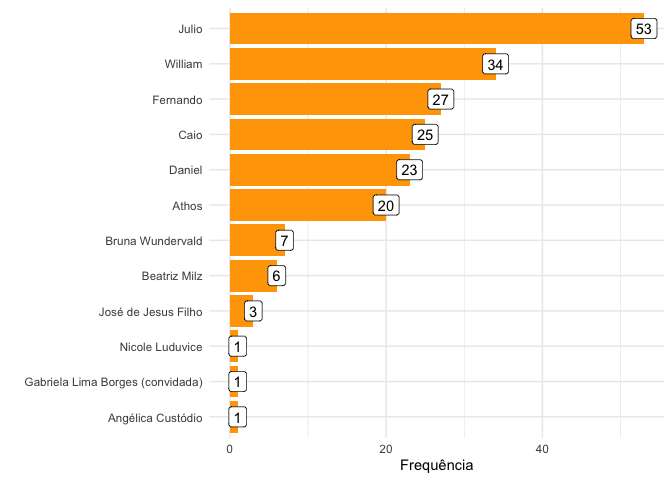 Julio 53
William 34
Fernando 27
Caio 25
Daniel 23
Athos 20
Bruna Wundervald 7
Beatriz Milz 6
José de Jesus Filho 3
Nicole Luduvice 1
Gabriela Lima Borges (convidada) 1
Angélica Custódio 1
0 20 40
Frequência